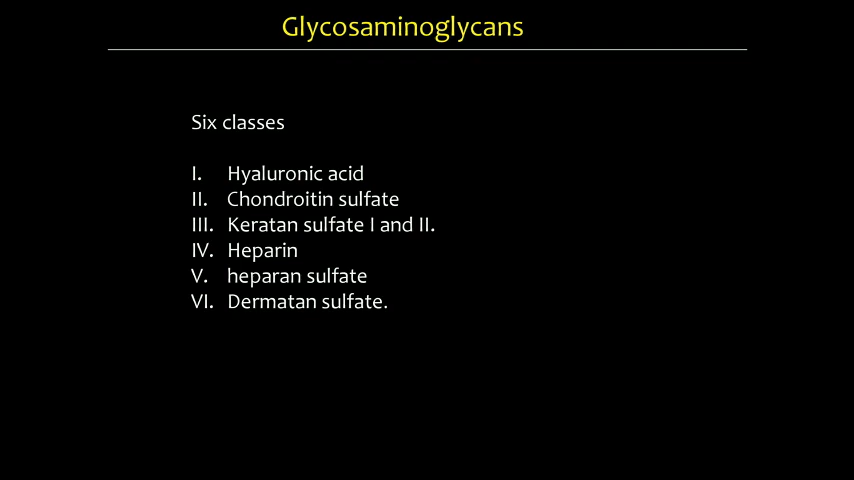 Glycosaminoglycans
Six classes
I. Hyaluronic acid
II. Chondroitin sulfate
III. Keratan sulfate I and II.
IV. Heparin
V. heparan sulfate
VI. Dermatan sulfate.